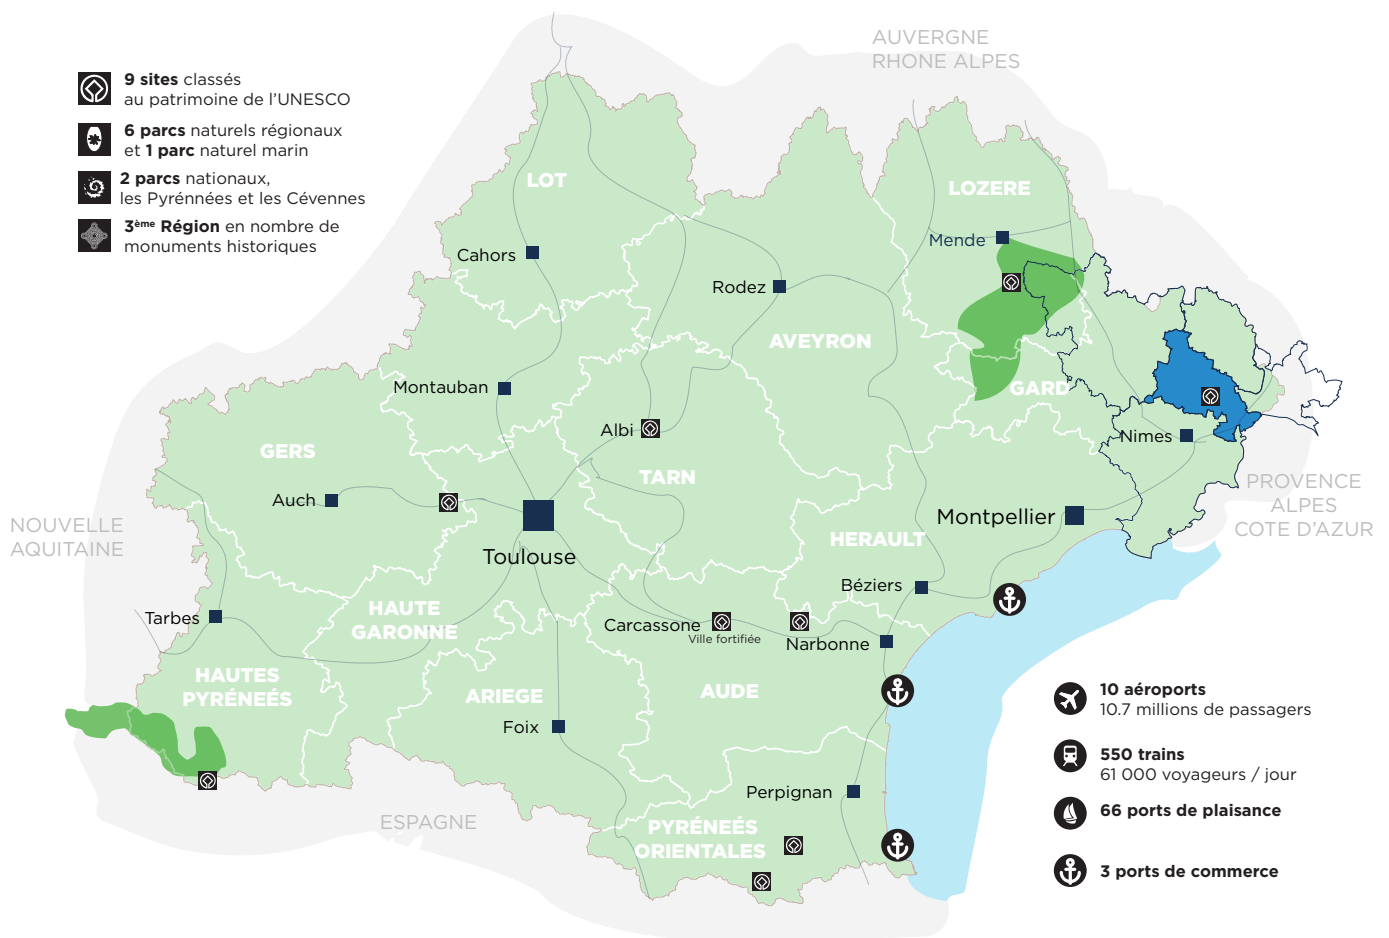 AUVERGNE
RHONE ALPES
9 sites classés
au patrimoine de l'UNESCO
6 parcs naturels régionaux
et 1 parc naturel marin
2 parcs nationaux,
les Pyrénnées et les Cévennes
3ème Région en nombre de
monuments historiques
LOT
LOZERE
Mende
Cahors
Rodez
AVEYRON
Montauban
GARD
Albi
Nimes
GERS
TARN
Auch
PROVENCE
ALPES
COTE D'AZUR
NOUVELLE
AQUITAINE
Montpellier
Toulouse
HERAULT
Béziers
HAUTE
GARONNE
Tarbes
Carcassone
Ville fortifiée
Narbonne
HAUTES
PYRÉNEÉS
ARIEGE
AUDE
Foix
10 aéroports
10.7 millions de passagers
550 trains
61 000 voyageurs / jour
Perpignan
66 ports de plaisance
ESPAGNE
PYRÉNEÉS
ORIENTALES
3 ports de commerce